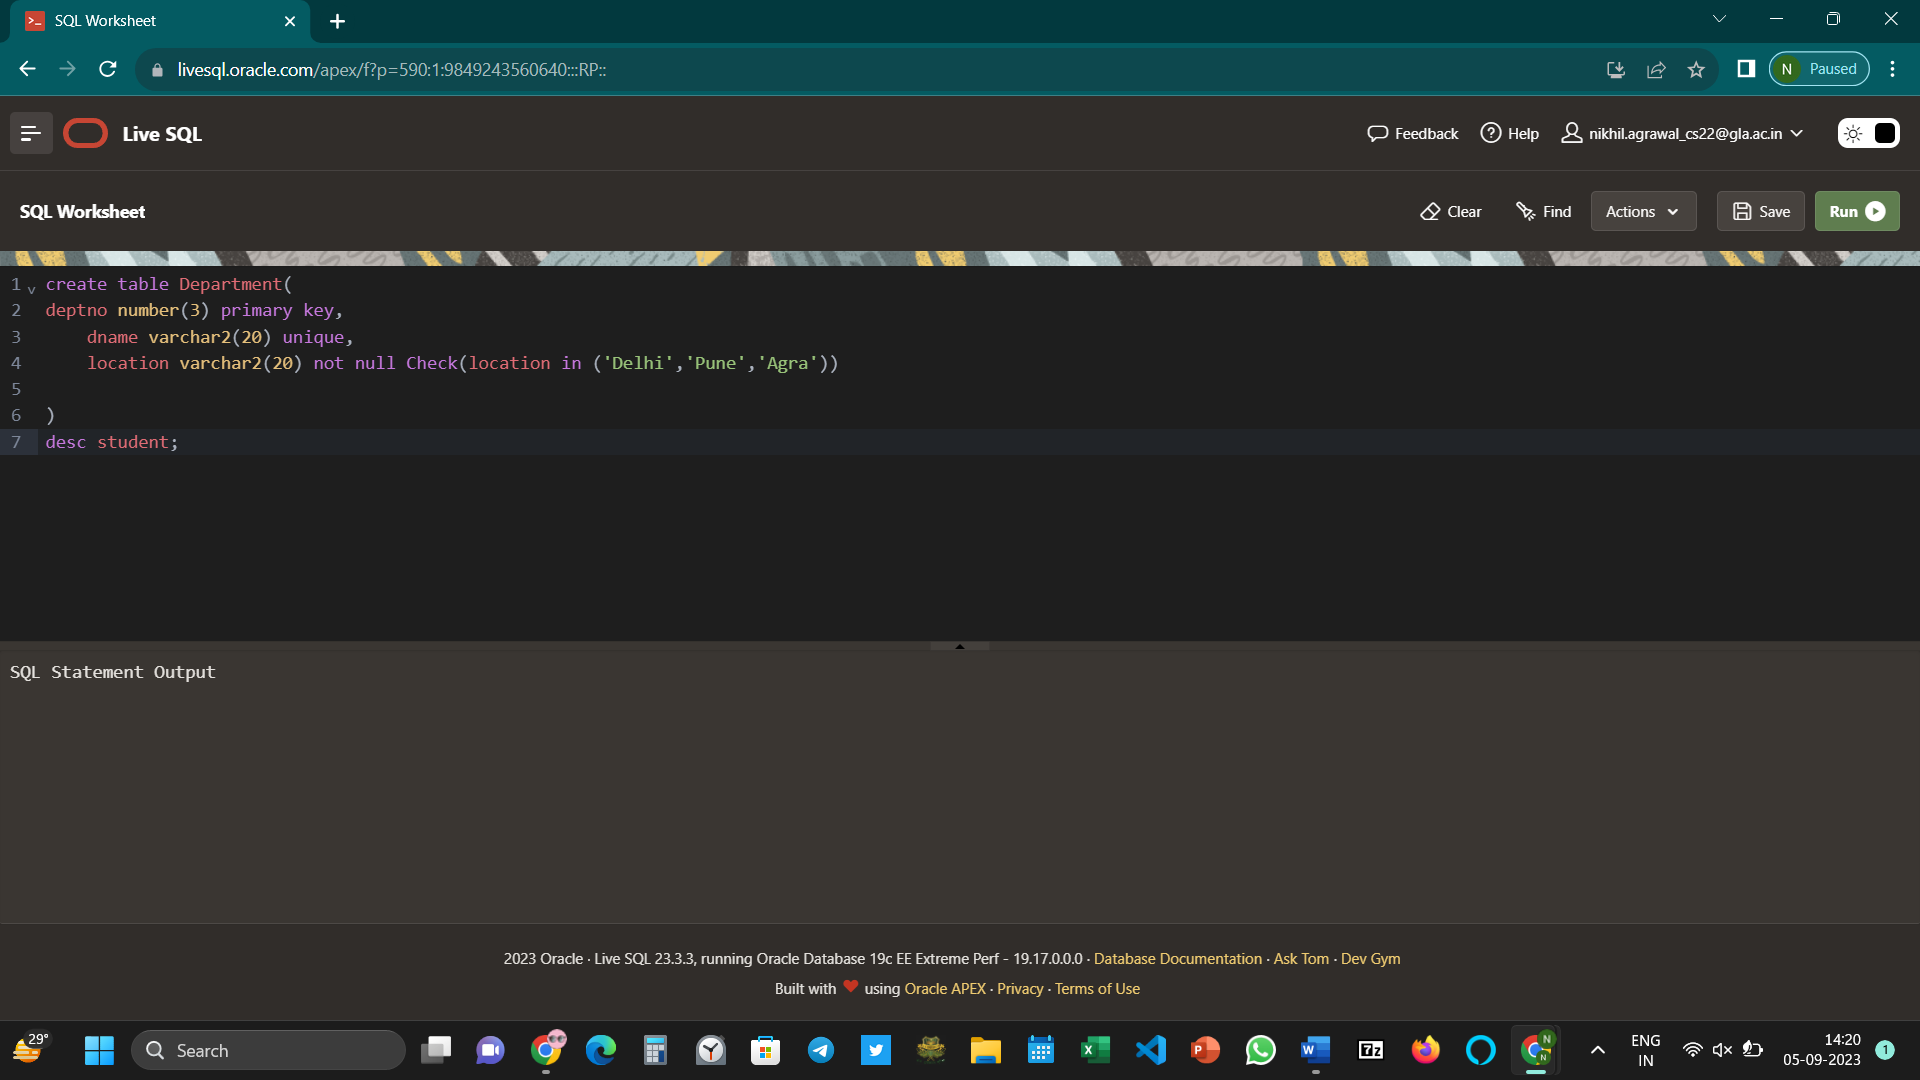 SQL Worksheet
livesql.oracle.com/apex/f?p=590:1:9849243560640:::RP::
N Paused
Live SQL
Feedback
Help
nikhil.agrawal_cs22@gla.ac.in
SQL Worksheet
Clear
Find
Actions
Save
Run
1 create table Department(
2 deptno number(3) primary key,
3 dname varchar2(20) unique,
4 location varchar2(20) not null Check(location in ('Delhi','Pune','Agra'))
5
6 )
7 desc student;
SQL Statement Output
2023 Oracle · Live SQL 23.3.3, running Oracle Database 19c EE Extreme Perf - 19.17.0.0.0 · Database Documentation · Ask Tom · Dev Gym
Built with ❤ using Oracle APEX · Privacy · Terms of Use
29°
Search
ENG
IN
14:20
05-09-2023
1